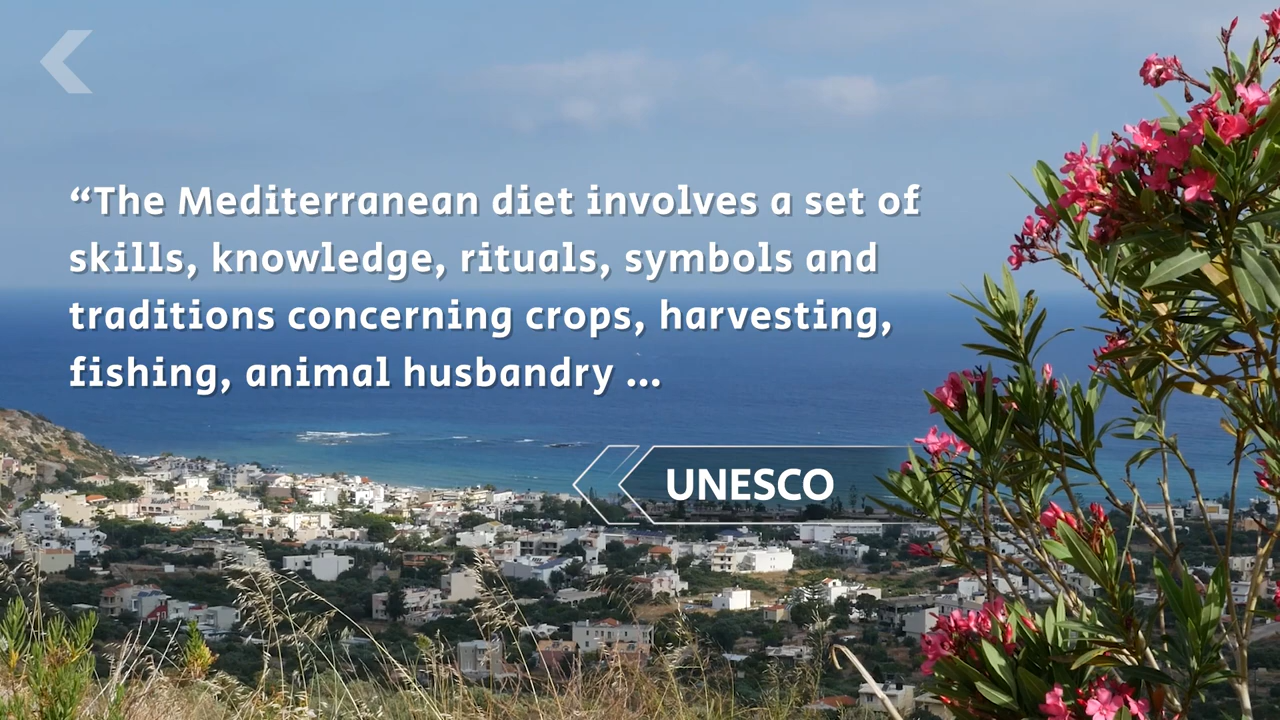 “The Mediterranean diet involves a set of
skills, knowledge, rituals, symbols and
traditions concerning crops, harvesting,
fishing, animal husbandry ...
UNESCO